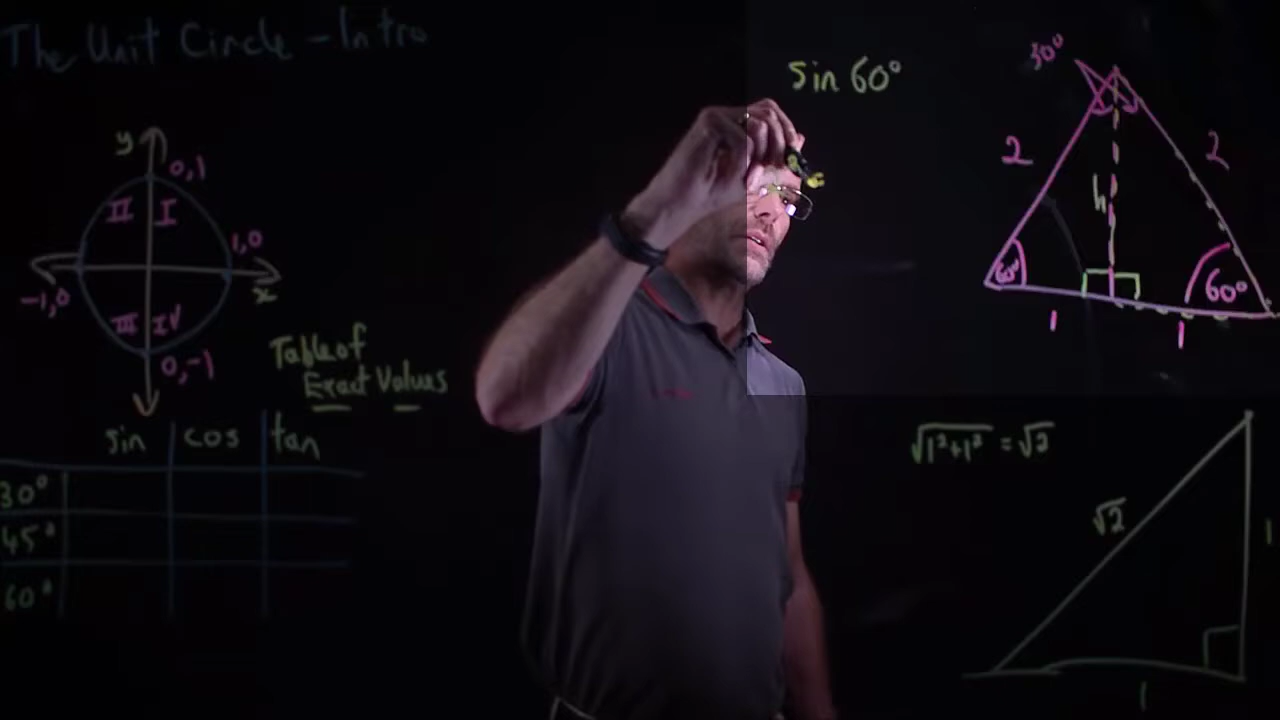 The Unit Circle - Intro
y
0,1
II I
1,0
-1,0
x
III IV
0,-1
Table of
Exact Values
sin cos tan
30°
45°
60°
sin 60°
30°
2 2
h
60° 60°
1 1
√1²+1² = √2
√2
1
1